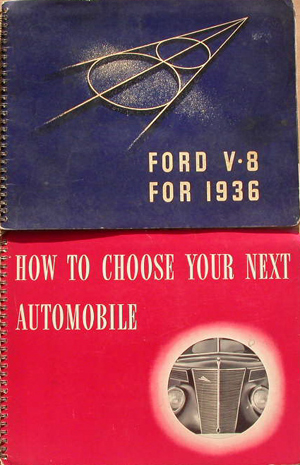 FORD V·8
FOR 1936
HOW TO CHOOSE YOUR NEXT
AUTOMOBILE